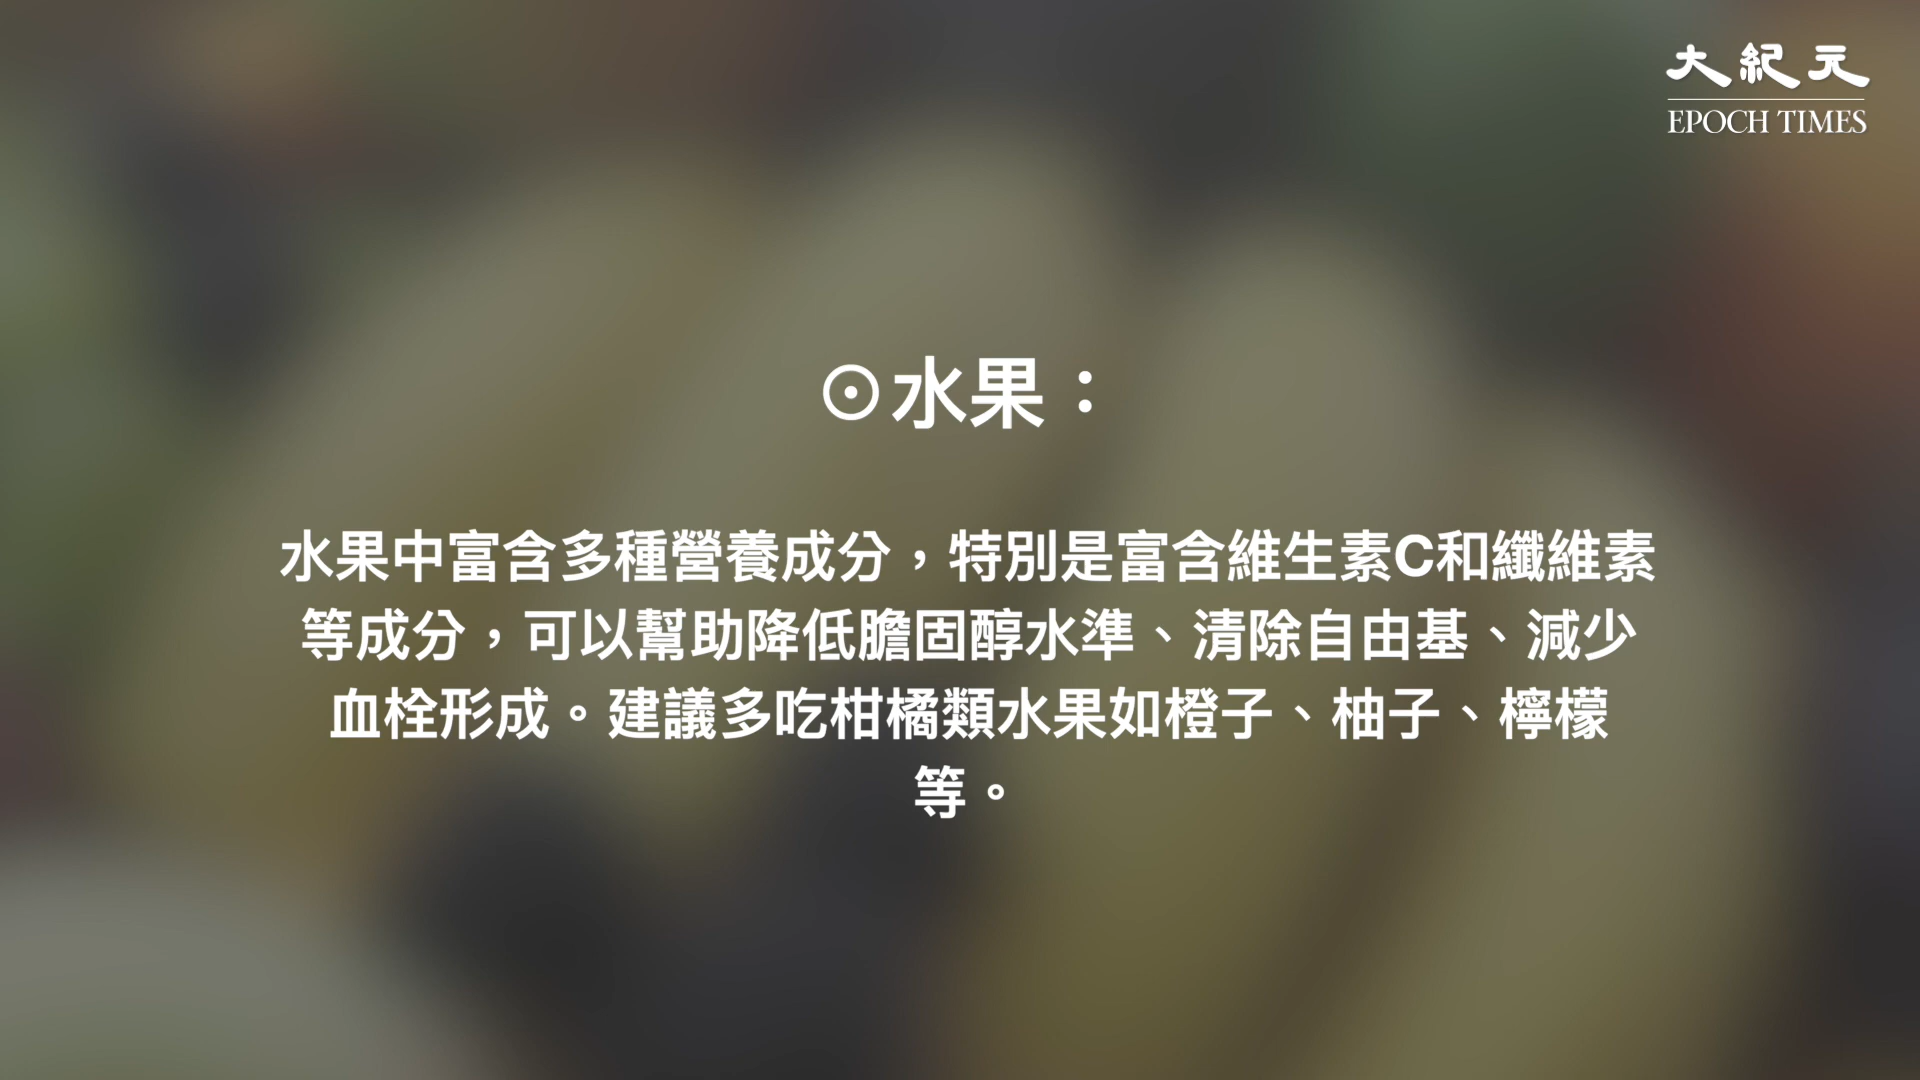 大紀元
EPOCH TIMES
⊙水果：
水果中富含多種營養成分，特別是富含維生素C和纖維素
等成分，可以幫助降低膽固醇水準、清除自由基、減少
血栓形成。建議多吃柑橘類水果如橙子、柚子、檸檬
等。